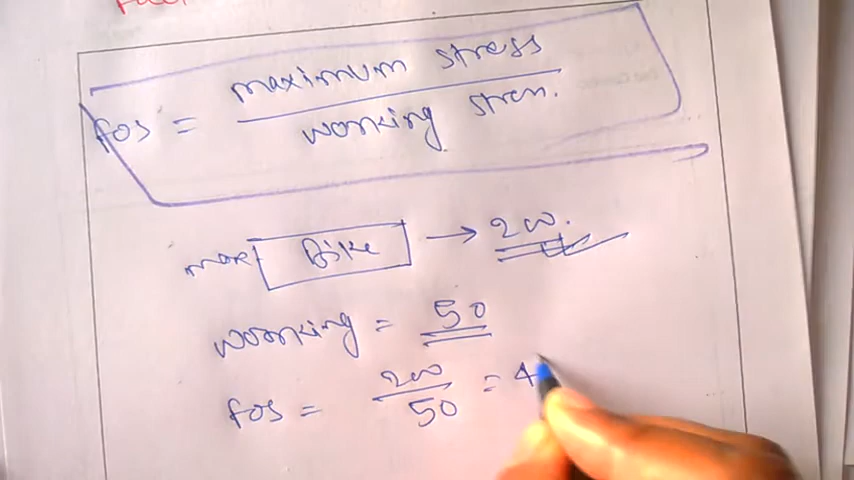 fos = maximum stress
working stress.
max Bike → 200.
working = 50
fos = 200
50
= 4